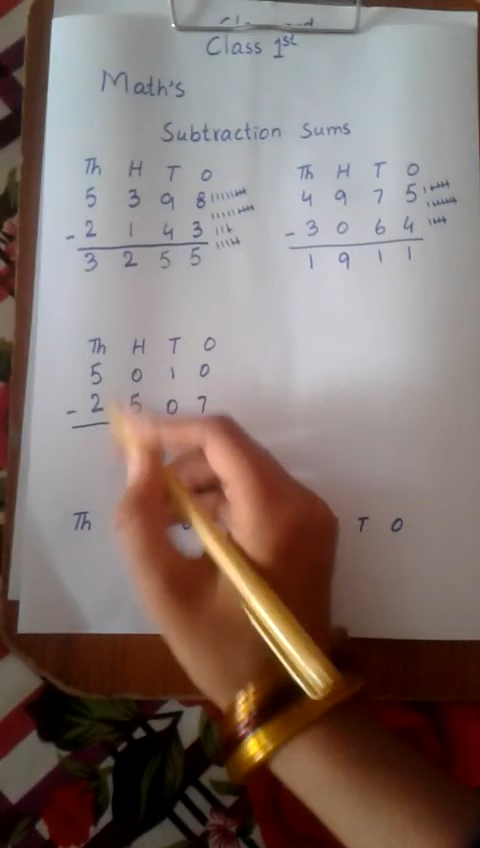 Class 1st
Math's
Subtraction Sums
Th H T O
5 3 9 8
- 2 1 4 3
3 2 5 5
Th H T O
4 9 7 5
- 3 0 6 4
1 9 1 1
Th H T O
5 0 1 0
- 2 5 0 7
Th
T O